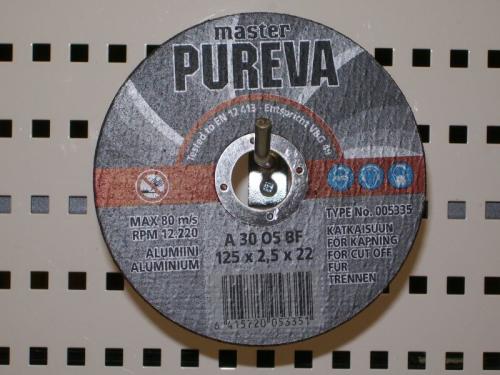 master
PUREVA
Tested to EN 12 413 - Entspricht VBG 49
MAX 80 m/s
RPM 12.220
ALUMIINI
ALUMINIUM
A 30 O5 BF
125 x 2,5 x 22
TYPE No. 005335
KATKAISUUN
FÖR KAPNING
FOR CUT OFF
FÜR
TRENNEN
6 415720 053351